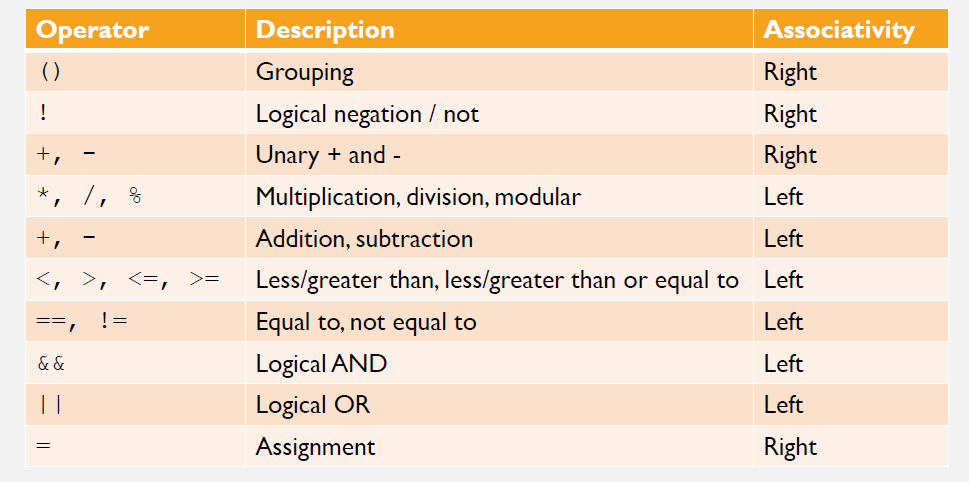 Operator Description Associativity
() Grouping Right
! Logical negation / not Right
+, - Unary + and - Right
*, /, % Multiplication, division, modular Left
+, - Addition, subtraction Left
<, >, <=, >= Less/greater than, less/greater than or equal to Left
==, != Equal to, not equal to Left
&& Logical AND Left
|| Logical OR Left
= Assignment Right